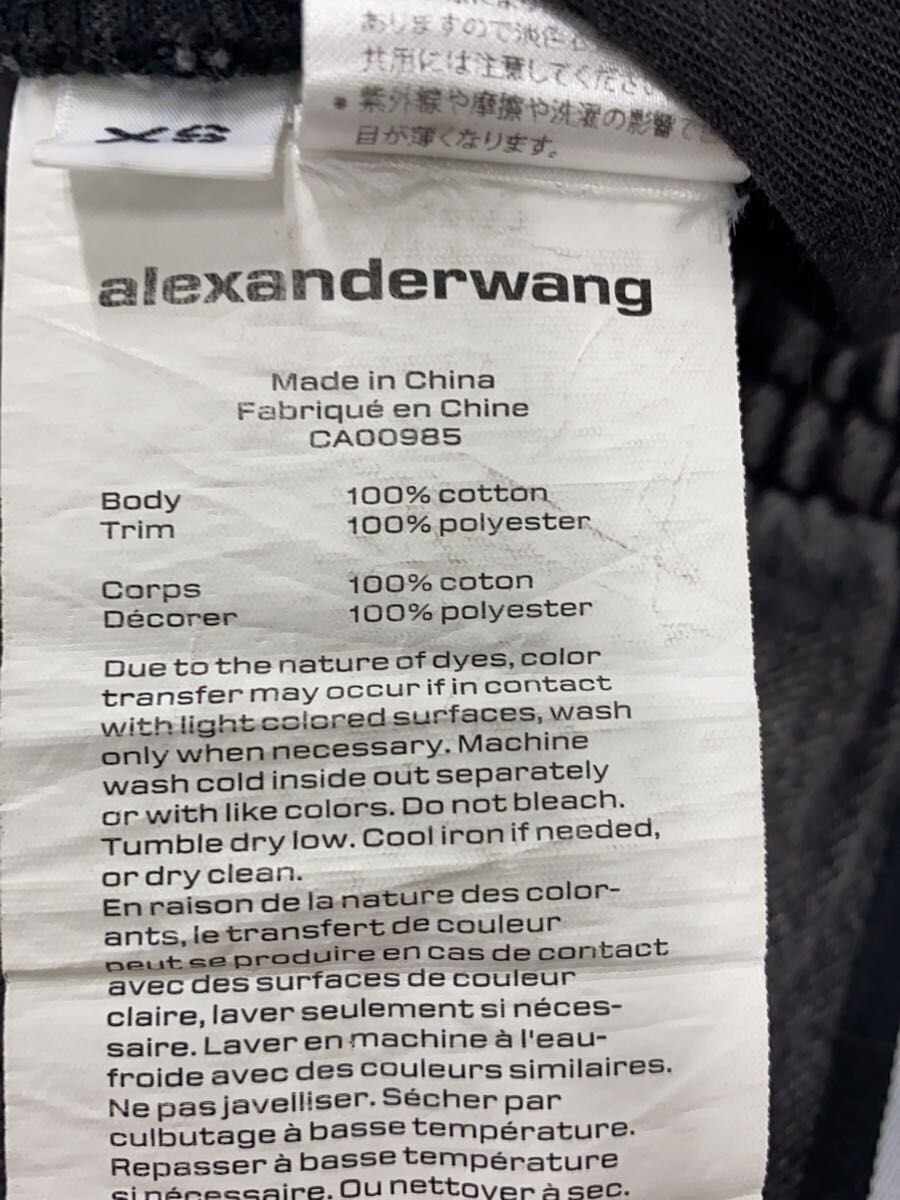 ありますので淡色
共用には注意してくださ
* 紫外線や摩擦や洗濯の影響で
目が薄くなります。
XS
alexanderwang
Made in China
Fabriqué en Chine
CA00985
Body 100% cotton
Trim 100% polyester
Corps 100% coton
Décorer 100% polyester
Due to the nature of dyes, color
transfer may occur if in contact
with light colored surfaces, wash
only when necessary. Machine
wash cold inside out separately
or with like colors. Do not bleach.
Tumble dry low. Cool iron if needed,
or dry clean.
En raison de la nature des color-
ants, le transfert de couleur
peut se produire en cas de contact
avec des surfaces de couleur
claire, laver seulement si néces-
saire. Laver en machine à l'eau-
froide avec des couleurs similaires.
Ne pas javelliser. Sécher par
culbutage à basse température.
Repasser à basse température
si nécessaire. Ou nettoyer à sec.